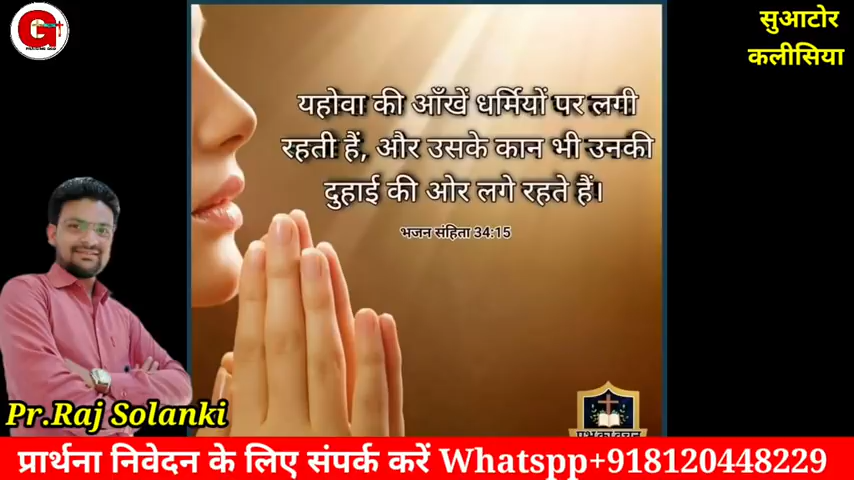 सुआटोर
कलीसिया
यहोवा की आँखें धर्मियों पर लगी
रहती हैं, और उसके कान भी उनकी
दुहाई की ओर लगे रहते हैं।
भजन संहिता 34:15
Pr.Raj Solanki
प्रार्थना निवेदन के लिए संपर्क करें Whatspp+918120448229